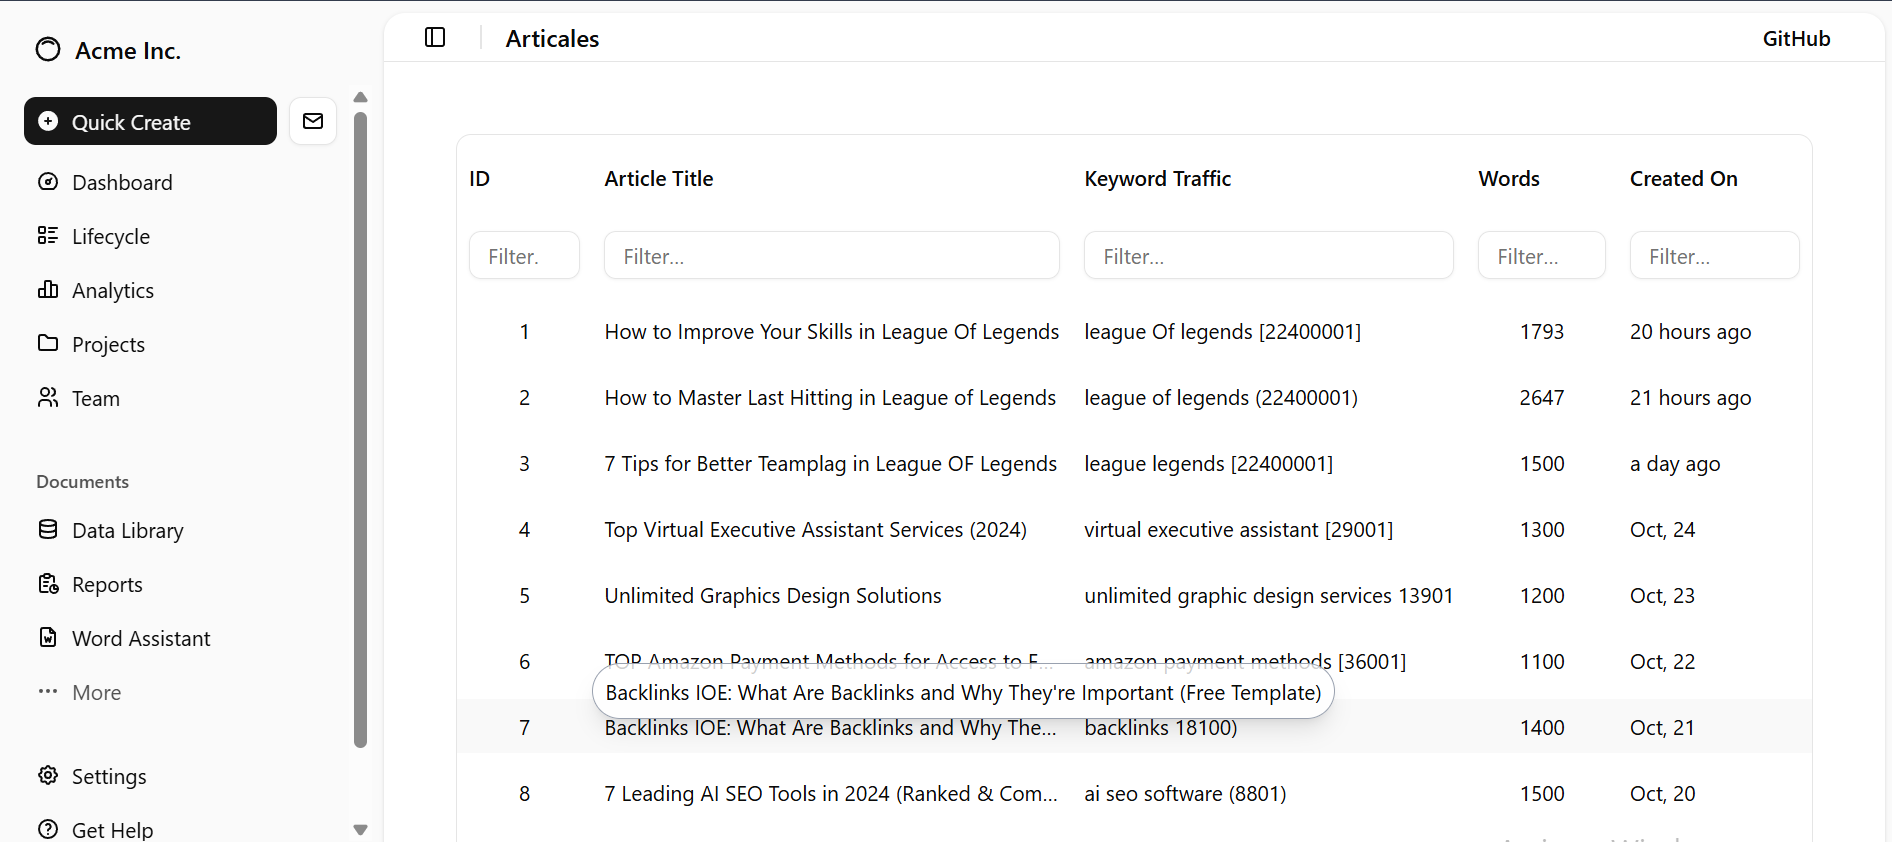 Acme Inc.
Quick Create
Dashboard
Lifecycle
Analytics
Projects
Team
Documents
Data Library
Reports
Word Assistant
More
Settings
Get Help
Articales
GitHub
ID Article Title Keyword Traffic Words Created On
Filter. Filter... Filter... Filter... Filter...
1 How to Improve Your Skills in League Of Legends league Of legends [22400001] 1793 20 hours ago
2 How to Master Last Hitting in League of Legends league of legends (22400001) 2647 21 hours ago
3 7 Tips for Better Teamplag in League OF Legends league legends [22400001] 1500 a day ago
4 Top Virtual Executive Assistant Services (2024) virtual executive assistant [29001] 1300 Oct, 24
5 Unlimited Graphics Design Solutions unlimited graphic design services 13901 1200 Oct, 23
6 TOP Amazon Payment Methods for Access to F... amazon payment methods [36001] 1100 Oct, 22
Backlinks IOE: What Are Backlinks and Why They're Important (Free Template)
7 Backlinks IOE: What Are Backlinks and Why The... backlinks 18100) 1400 Oct, 21
8 7 Leading AI SEO Tools in 2024 (Ranked & Com... ai seo software (8801) 1500 Oct, 20